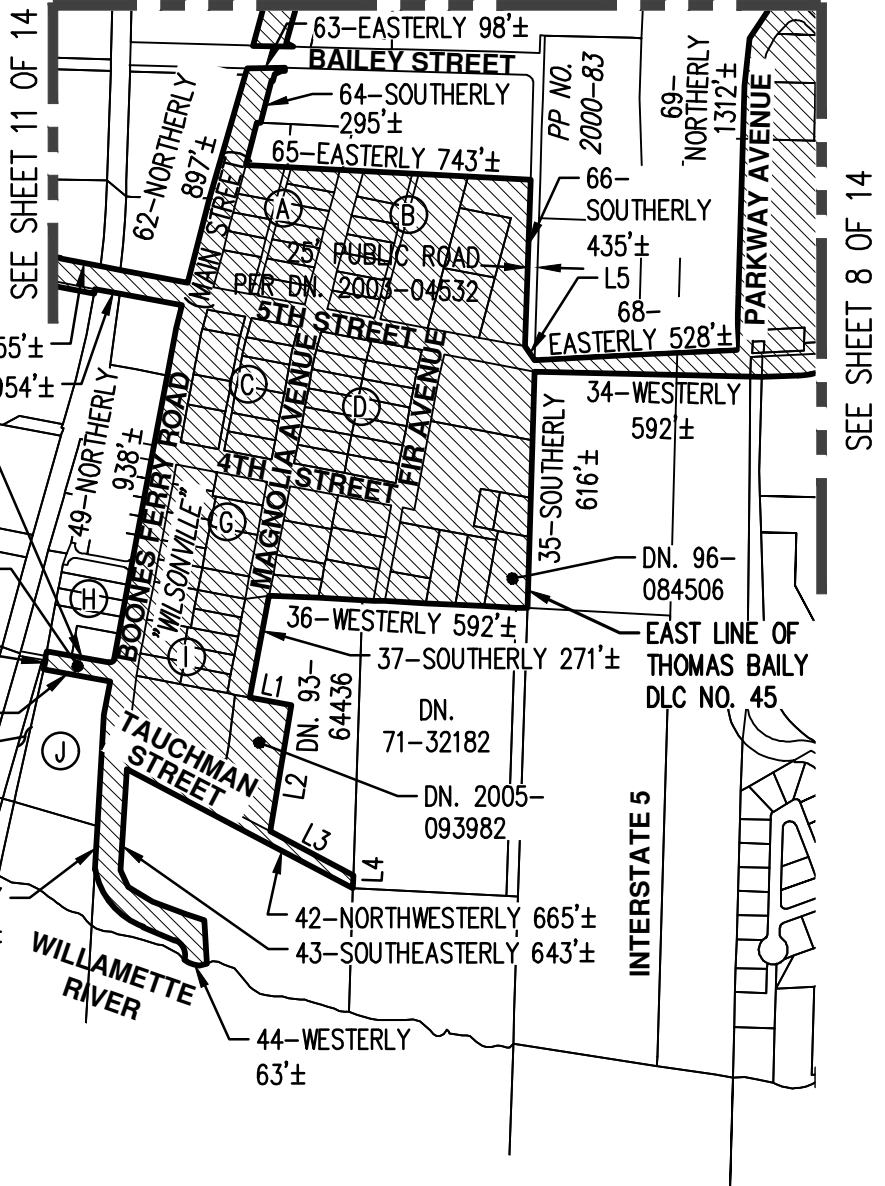 SEE SHEET 11 OF 14
63-EASTERLY 98'±
BAILEY STREET
64-SOUTHERLY
295'±
65-EASTERLY 743'±
62-NORTHERLY
897'±
(MAIN STREET)
PP NO.
2000-83
69-
NORTHERLY
1312'±
PARKWAY AVENUE
SEE SHEET 8 OF 14
A
B
66-
SOUTHERLY
435'±
25' PUBLIC ROAD
PER DN. 2003-04532
L5
68-
EASTERLY 528'±
5TH STREET
55'±
954'±
C
D
MAGNOLIA AVENUE
FIR AVENUE
34-WESTERLY
592'±
49-NORTHERLY
938'±
BOONES FERRY ROAD
4TH STREET
35-SOUTHERLY
616'±
"WILSONVILLE"
G
DN. 96-
084506
H
36-WESTERLY 592'±
EAST LINE OF
THOMAS BAILY
DLC NO. 45
I
37-SOUTHERLY 271'±
L1
DN. 93-
64436
DN.
71-32182
J
TAUCHMAN
STREET
L2
DN. 2005-
093982
L3
L4
INTERSTATE 5
42-NORTHWESTERLY 665'±
43-SOUTHEASTERLY 643'±
WILLAMETTE
RIVER
44-WESTERLY
63'±